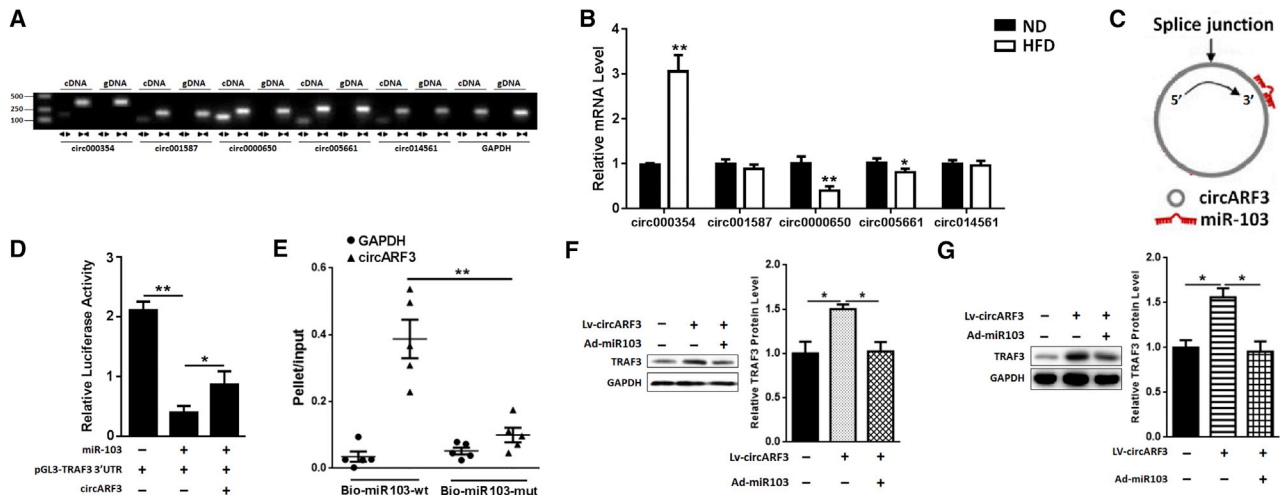 A
cDNA gDNA cDNA gDNA cDNA gDNA cDNA gDNA cDNA gDNA cDNA gDNA
500
250
100
circ000354 circ001587 circ0000650 circ005661 circ014561 GAPDH
B
Relative mRNA Level
4
3
2
1
0
ND
HFD
**
**
*
circ000354 circ001587 circ0000650 circ005661 circ014561
C
Splice junction
5' 3'
circARF3
miR-103
D
Relative Luciferase Activity
3
2
1
0
**
*
miR-103 – + +
pGL3-TRAF3 3'UTR + + +
circARF3 – – +
E
GAPDH
circARF3
Pellet/input
0.6
0.4
0.2
0.0
**
Bio-miR103-wt Bio-miR103-mut
F
Lv-circARF3 – + +
Ad-miR103 – – +
TRAF3
GAPDH
Relative TRAF3 Protein Level
2.0
1.5
1.0
0.5
0.0
* *
Lv-circARF3 – + +
Ad-miR103 – – +
G
Lv-circARF3 – + +
Ad-miR103 – – +
TRAF3
GAPDH
Relative TRAF3 Protein Level
2.0
1.5
1.0
0.5
0.0
* *
LV-circARF3 – + +
Ad-miR103 – – +